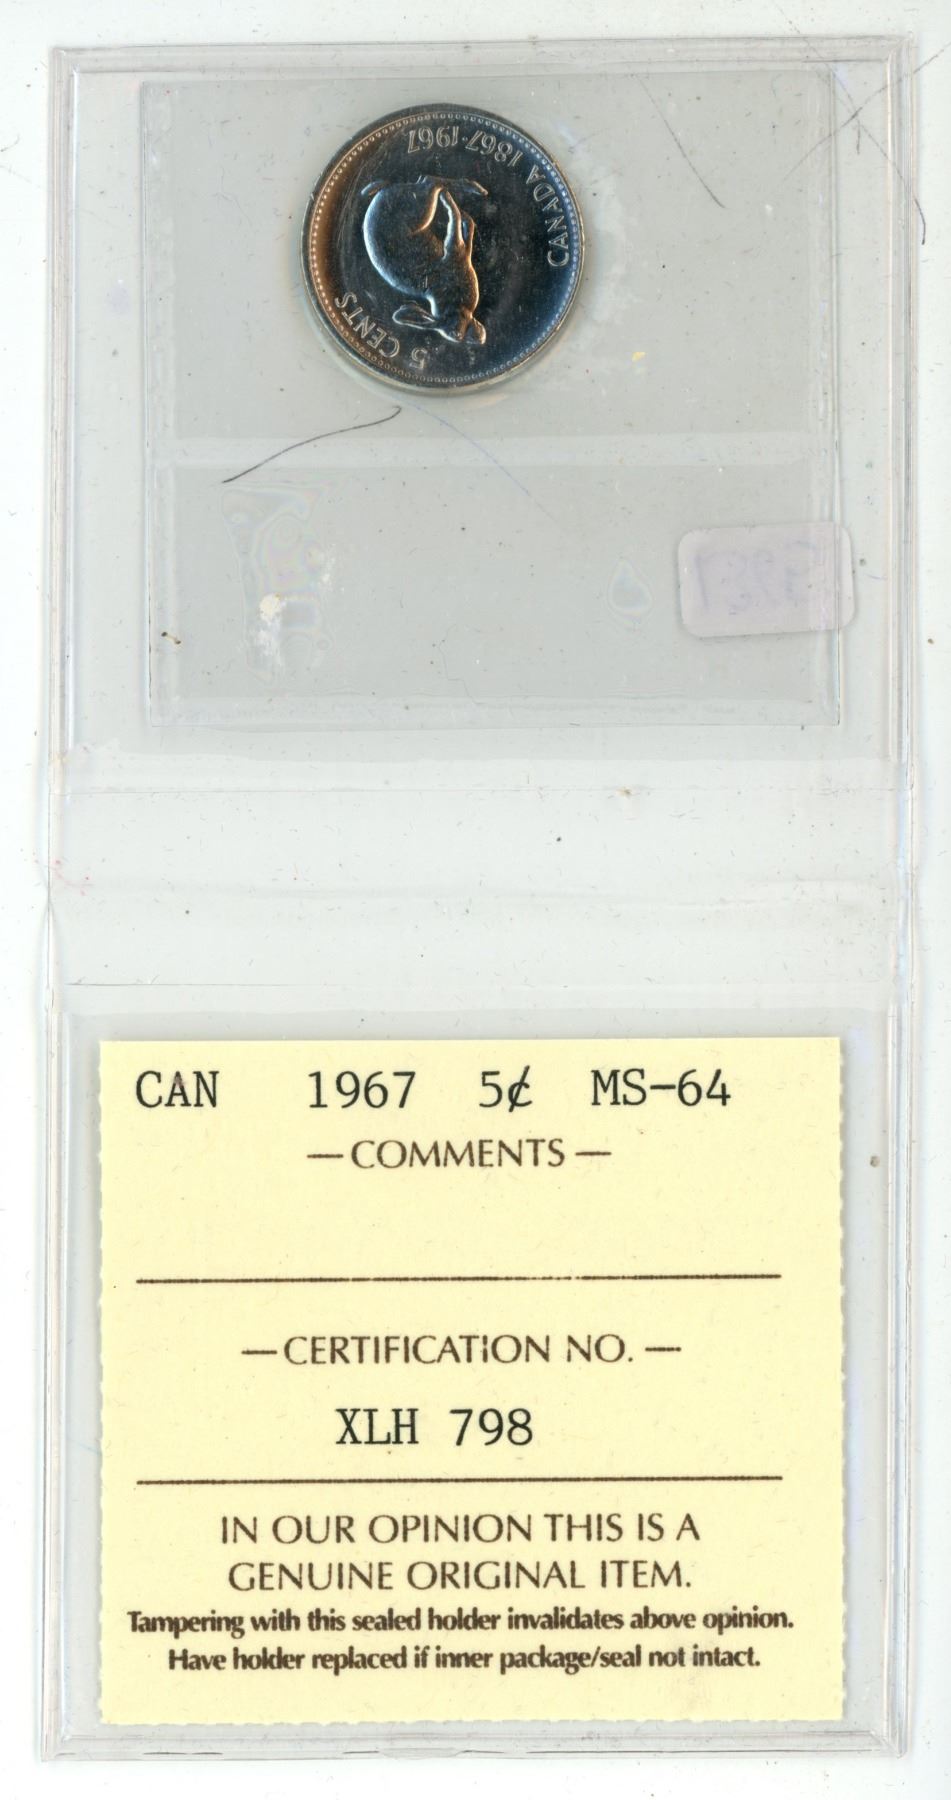 CANADA 1867·1967
5 CENTS
CAN 1967 5¢ MS-64
— COMMENTS —
— CERTIFICATION NO. —
XLH 798
IN OUR OPINION THIS IS A
GENUINE ORIGINAL ITEM.
Tampering with this sealed holder invalidates above opinion.
Have holder replaced if inner package/seal not intact.